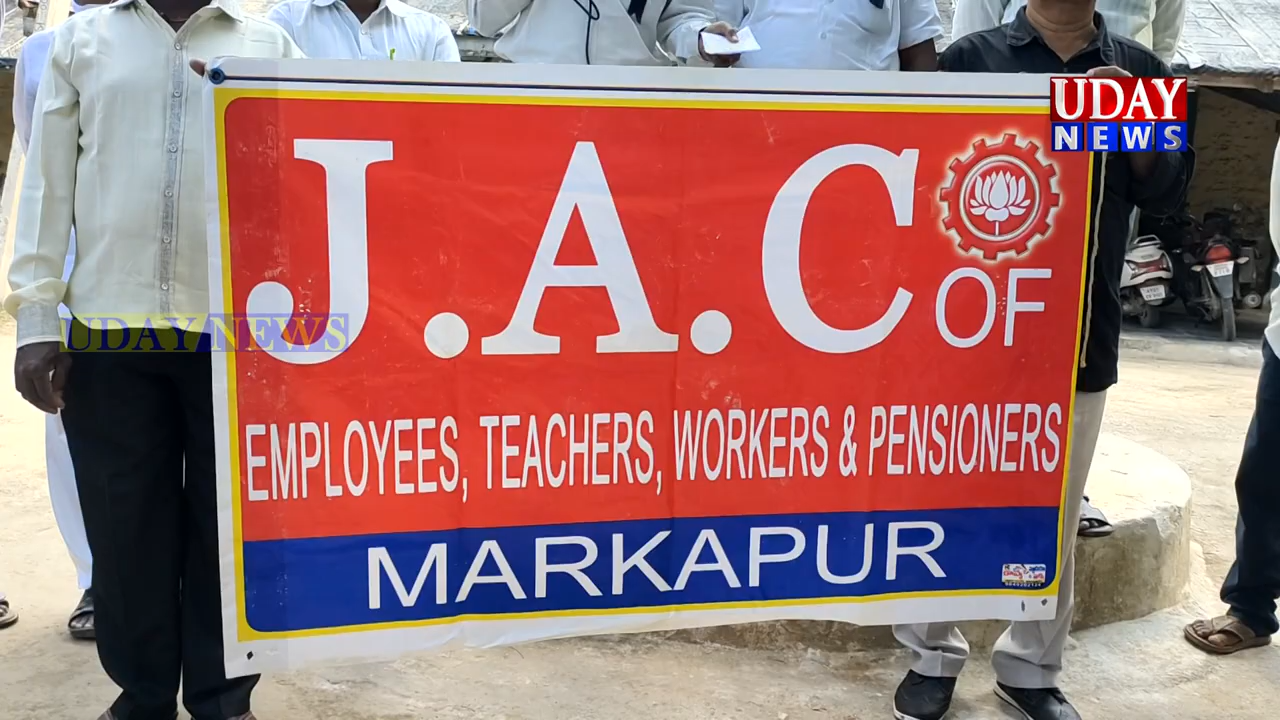 UDAY
NEWS
J.A.C
OF
EMPLOYEES, TEACHERS, WORKERS & PENSIONERS
MARKAPUR
UDAY NEWS